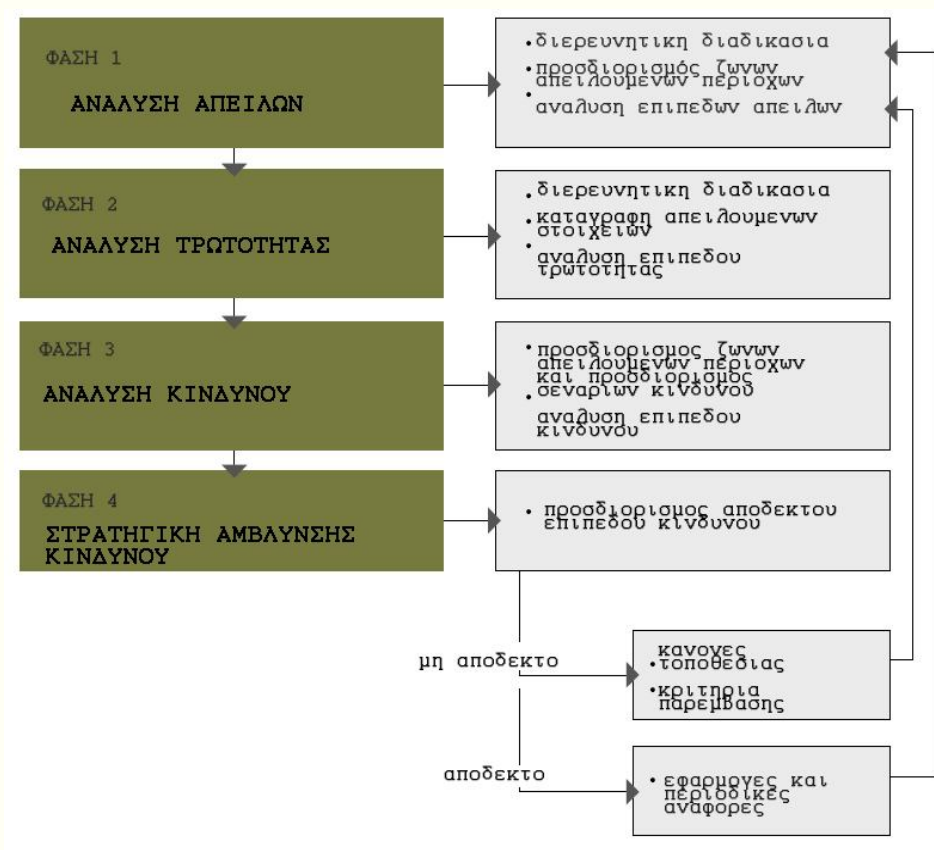 ΦΑΣΗ 1
ΑΝΑΛΥΣΗ ΑΠΕΙΛΩΝ
• διερευνητικη διαδικασια
• προσδιορισμός ζωνων
απειλουμενων περιοχων
• αναλυση επιπεδων απειλων
ΦΑΣΗ 2
ΑΝΑΛΥΣΗ ΤΡΩΤΟΤΗΤΑΣ
• διερευνητικη διαδικασια
• καταγραφη απειλουμενων
στοιχειων
• αναλυση επιπεδου
τρωτοτητας
ΦΑΣΗ 3
ΑΝΑΛΥΣΗ ΚΙΝΔΥΝΟΥ
• προσδιορισμος ζωνων
απειλουμενων περιοχων
και προσδιορισμος
• σεναριων κινδυνου
αναλυση επιπεδου
κινδυνου
ΦΑΣΗ 4
ΣΤΡΑΤΗΓΙΚΗ ΑΜΒΛΥΝΣΗΣ
ΚΙΝΔΥΝΟΥ
• προσδιορισμος αποδεκτου
επιπεδου κινδυνου
μη αποδεκτο
κανονες
• τοποθεσιας
• κριτηρια
παρεμβασης
αποδεκτο
• εφαρμογες και
περιοδικες
αναφορες